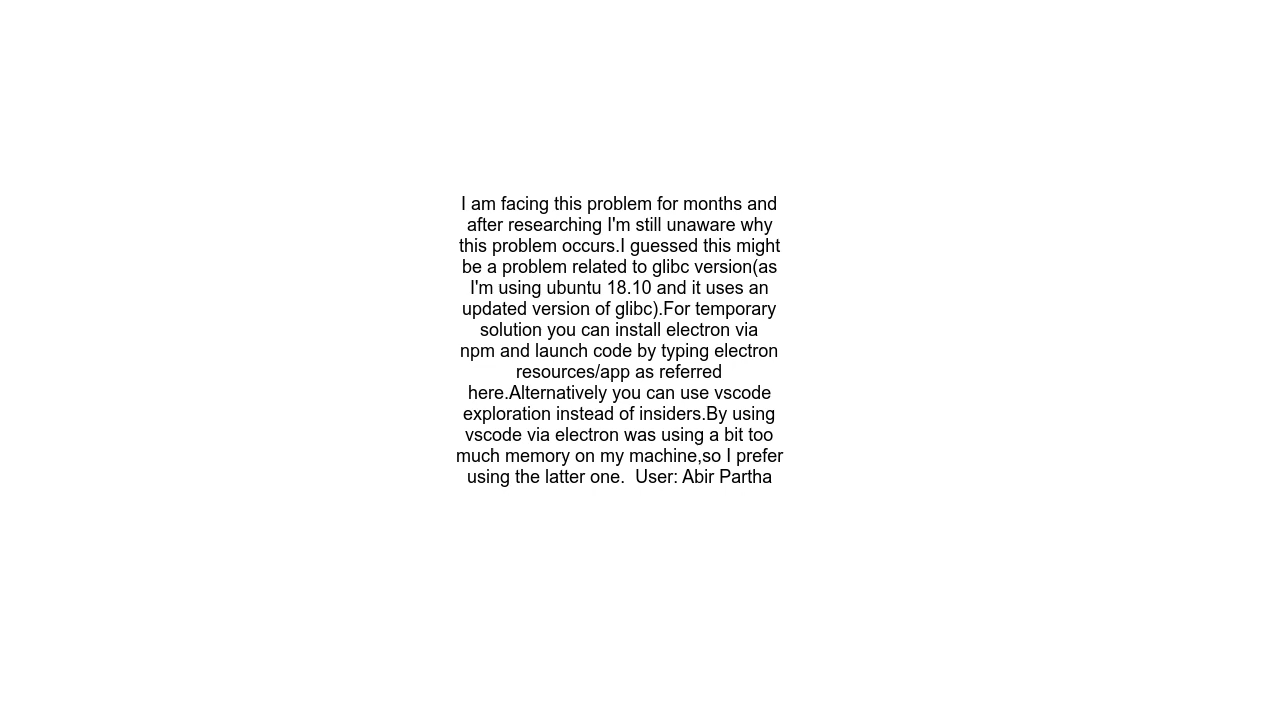 I am facing this problem for months and
after researching I'm still unaware why
this problem occurs.I guessed this might
be a problem related to glibc version(as
I'm using ubuntu 18.10 and it uses an
updated version of glibc).For temporary
solution you can install electron via
npm and launch code by typing electron
resources/app as referred
here.Alternatively you can use vscode
exploration instead of insiders.By using
vscode via electron was using a bit too
much memory on my machine,so I prefer
using the latter one.  User: Abir Partha